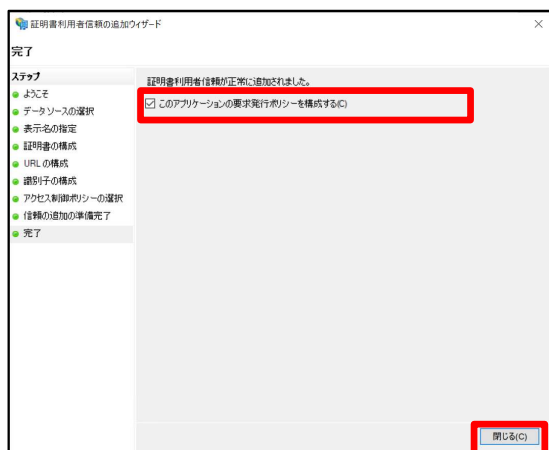 証明書利用者信頼の追加ウィザード
完了
ステップ
ようこそ
データ ソースの選択
表示名の指定
証明書の構成
URL の構成
識別子の構成
アクセス制御ポリシーの選択
信頼の追加の準備完了
完了
証明書利用者信頼が正常に追加されました。
このアプリケーションの要求発行ポリシーを構成する(C)
閉じる(C)